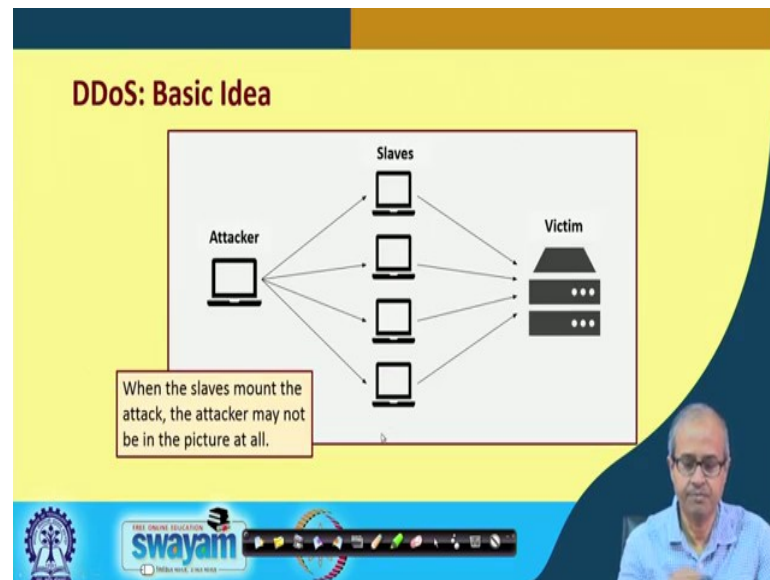 DDoS: Basic Idea
Slaves
Attacker
Victim
When the slaves mount the
attack, the attacker may not
be in the picture at all.
FREE ONLINE EDUCATION
swayam